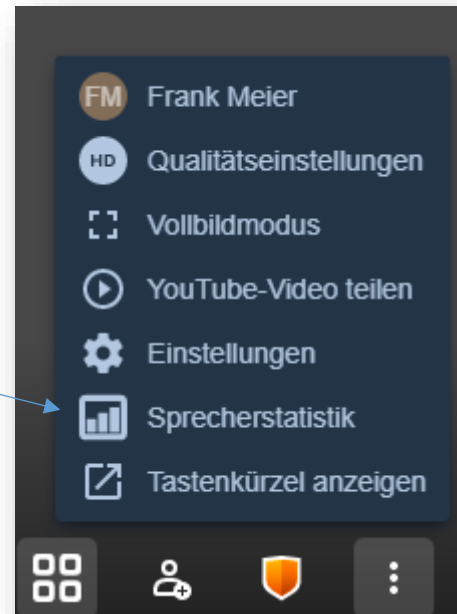 FM Frank Meier
HD Qualitätseinstellungen
Vollbildmodus
YouTube-Video teilen
Einstellungen
Sprecherstatistik
Tastenkürzel anzeigen